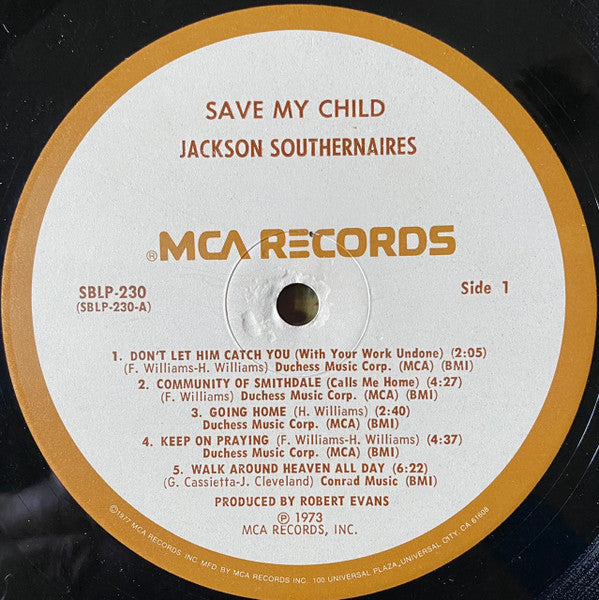 SAVE MY CHILD
JACKSON SOUTHERNAIRES
® MCA RECORDS
SBLP-230
(SBLP-230-A)
Side 1
1. DON'T LET HIM CATCH YOU (With Your Work Undone) (2:05)
(F. Williams-H. Williams) Duchess Music Corp. (MCA) (BMI)
2. COMMUNITY OF SMITHDALE (Calls Me Home) (4:27)
(F. Williams) Duchess Music Corp. (MCA) (BMI)
3. GOING HOME (H. Williams) (2:40)
Duchess Music Corp. (MCA) (BMI)
4. KEEP ON PRAYING (F. Williams-H. Williams) (4:37)
Duchess Music Corp. (MCA) (BMI)
5. WALK AROUND HEAVEN ALL DAY (6:22)
(G. Cassietta-J. Cleveland) Conrad Music (BMI)
PRODUCED BY ROBERT EVANS
℗ 1973
MCA RECORDS, INC.
©1977 MCA RECORDS INC. MFG. BY MCA RECORDS INC. 100 UNIVERSAL PLAZA, UNIVERSAL CITY, CA 91608